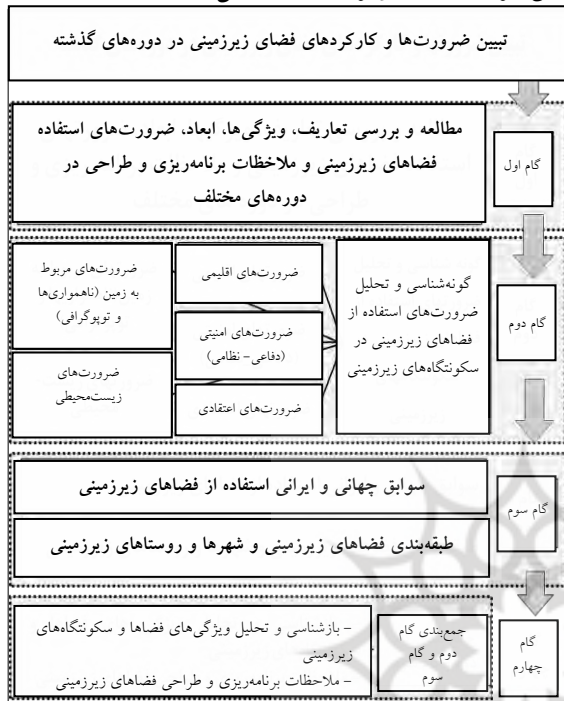 تبیین ضرورت‌ها و کارکردهای فضای زیرزمینی در دوره‌های گذشته
گام اول
مطالعه و بررسی تعاریف، ویژگی‌ها، ابعاد، ضرورت‌های استفاده
فضاهای زیرزمینی و ملاحظات برنامه‌ریزی و طراحی در
دوره‌های مختلف
گام دوم
گونه‌شناسی و تحلیل
ضرورت‌های استفاده از
فضاهای زیرزمینی در
سکونتگاه‌های زیرزمینی
ضرورت‌های اقلیمی
ضرورت‌های امنیتی
(دفاعی- نظامی)
ضرورت‌های اعتقادی
ضرورت‌های مربوط
به زمین (ناهمواری‌ها
و توپوگرافی)
ضرورت‌های
زیست‌محیطی
گام سوم
سوابق جهانی و ایرانی استفاده از فضاهای زیرزمینی
طبقه‌بندی فضاهای زیرزمینی و شهرها و روستاهای زیرزمینی
گام
چهارم
جمع‌بندی گام
دوم و گام
سوم
- بازشناسی و تحلیل ویژگی‌های فضاها و سکونتگاه‌های
زیرزمینی
- ملاحظات برنامه‌ریزی و طراحی فضاهای زیرزمینی